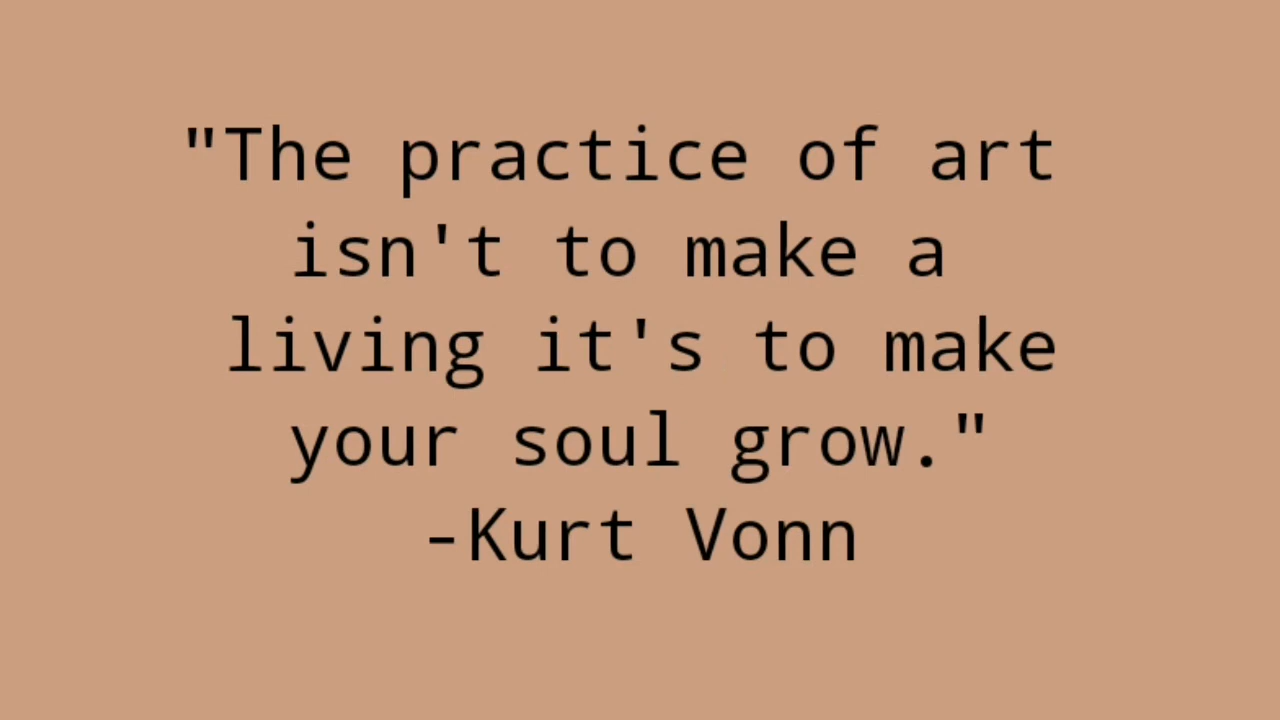 "The practice of art
isn't to make a
living it's to make
your soul grow."
-Kurt Vonn